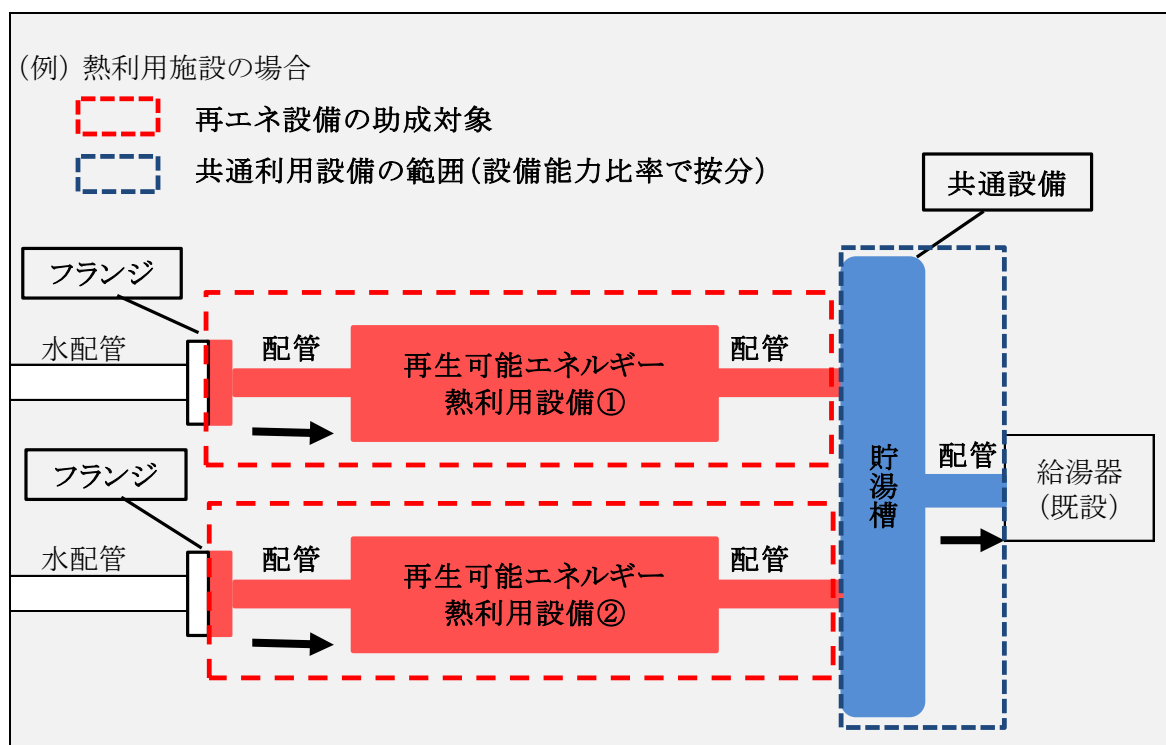 (例) 熱利用施設の場合
再エネ設備の助成対象
共通利用設備の範囲(設備能力比率で按分)
共通設備
フランジ
水配管
配管
再生可能エネルギー
熱利用設備①
配管
フランジ
水配管
配管
再生可能エネルギー
熱利用設備②
配管
貯湯槽
配管
給湯器
(既設)